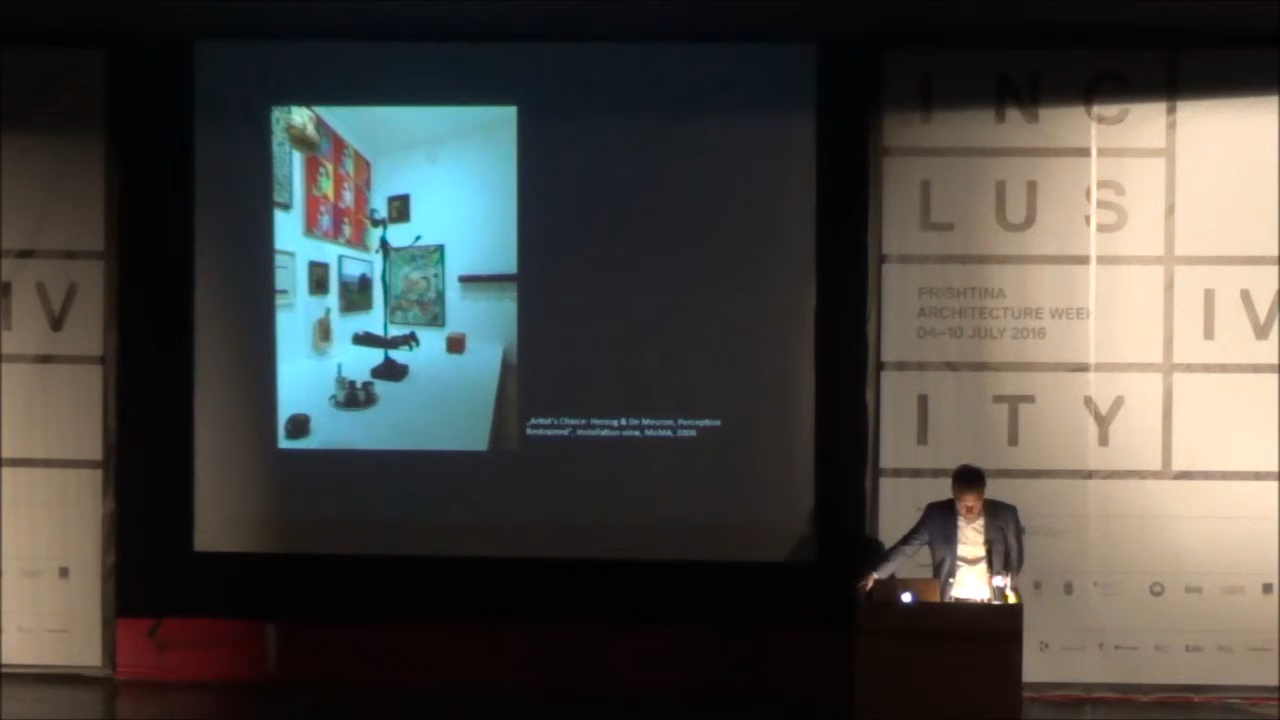 IV
„Artist's Choice: Herzog & De Meuron, Perception
Restrained", installation view, MoMA, 2006
INC
LUS
PRISHTINA
ARCHITECTURE WEEK
04–10 JULY 2016
IV
ITY